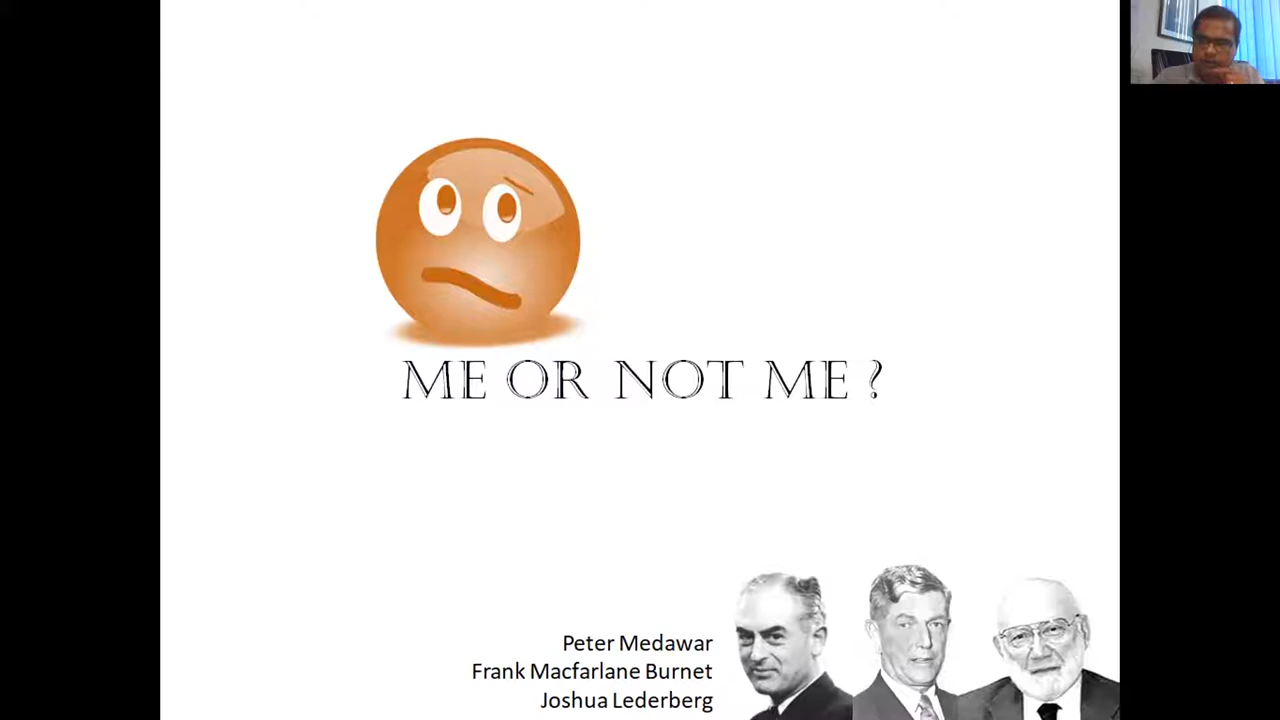 ME OR NOT ME ?
Peter Medawar
Frank Macfarlane Burnet
Joshua Lederberg